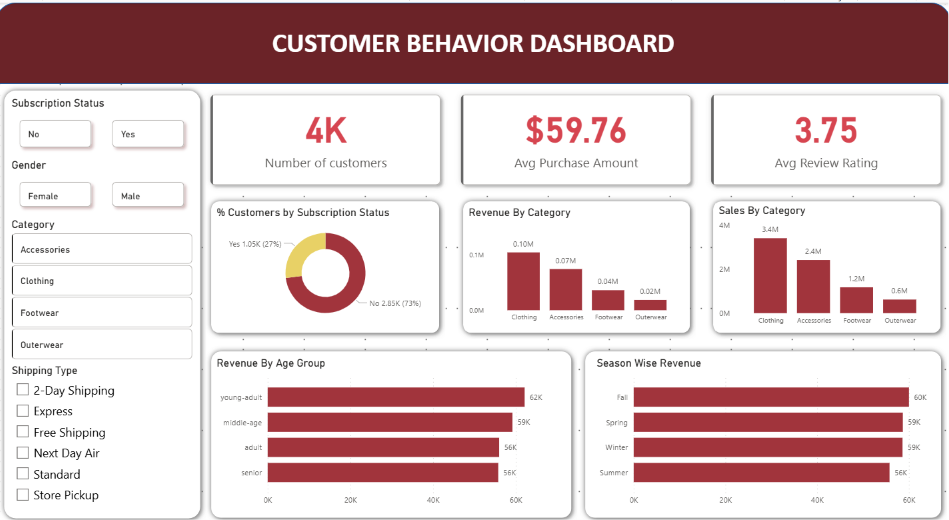 CUSTOMER BEHAVIOR DASHBOARD
Subscription Status
No
Yes
Gender
Female
Male
Category
Accessories
Clothing
Footwear
Outerwear
Shipping Type
2-Day Shipping
Express
Free Shipping
Next Day Air
Standard
Store Pickup
4K
Number of customers
$59.76
Avg Purchase Amount
3.75
Avg Review Rating
% Customers by Subscription Status
Yes 1.05K (27%)
No 2.85K (73%)
Revenue By Category
0.1M
0.0M
0.10M
0.07M
0.04M
0.02M
Clothing Accessories Footwear Outerwear
Sales By Category
4M
2M
0M
3.4M
2.4M
1.2M
0.6M
Clothing Accessories Footwear Outerwear
Revenue By Age Group
young-adult 62K
middle-age 59K
adult 56K
senior 56K
0K 20K 40K 60K
Season Wise Revenue
Fall 60K
Spring 59K
Winter 59K
Summer 56K
0K 20K 40K 60K